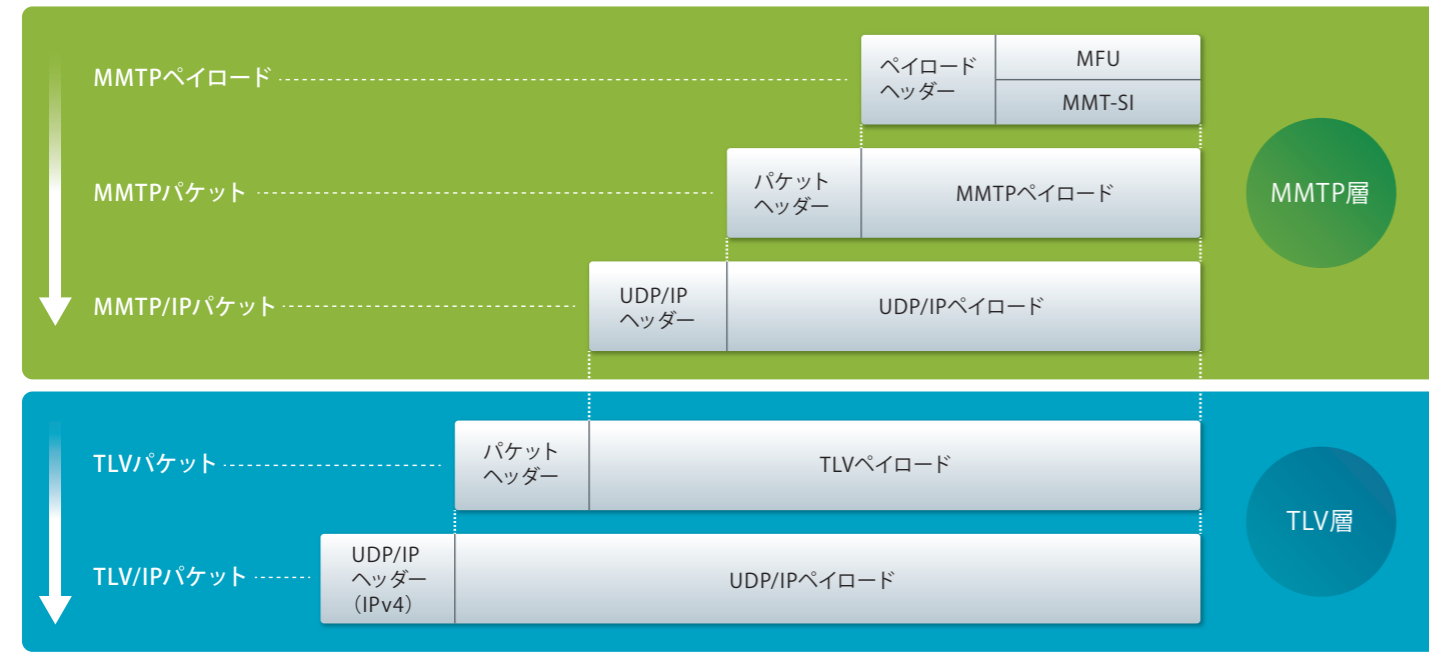 MMTPペイロード
ペイロード
ヘッダー
MFU
MMT-SI
MMTPパケット
パケット
ヘッダー
MMTPペイロード
MMTP層
MMTP/IPパケット
UDP/IP
ヘッダー
UDP/IPペイロード
TLVパケット
パケット
ヘッダー
TLVペイロード
TLV層
TLV/IPパケット
UDP/IP
ヘッダー
（IPv4）
UDP/IPペイロード